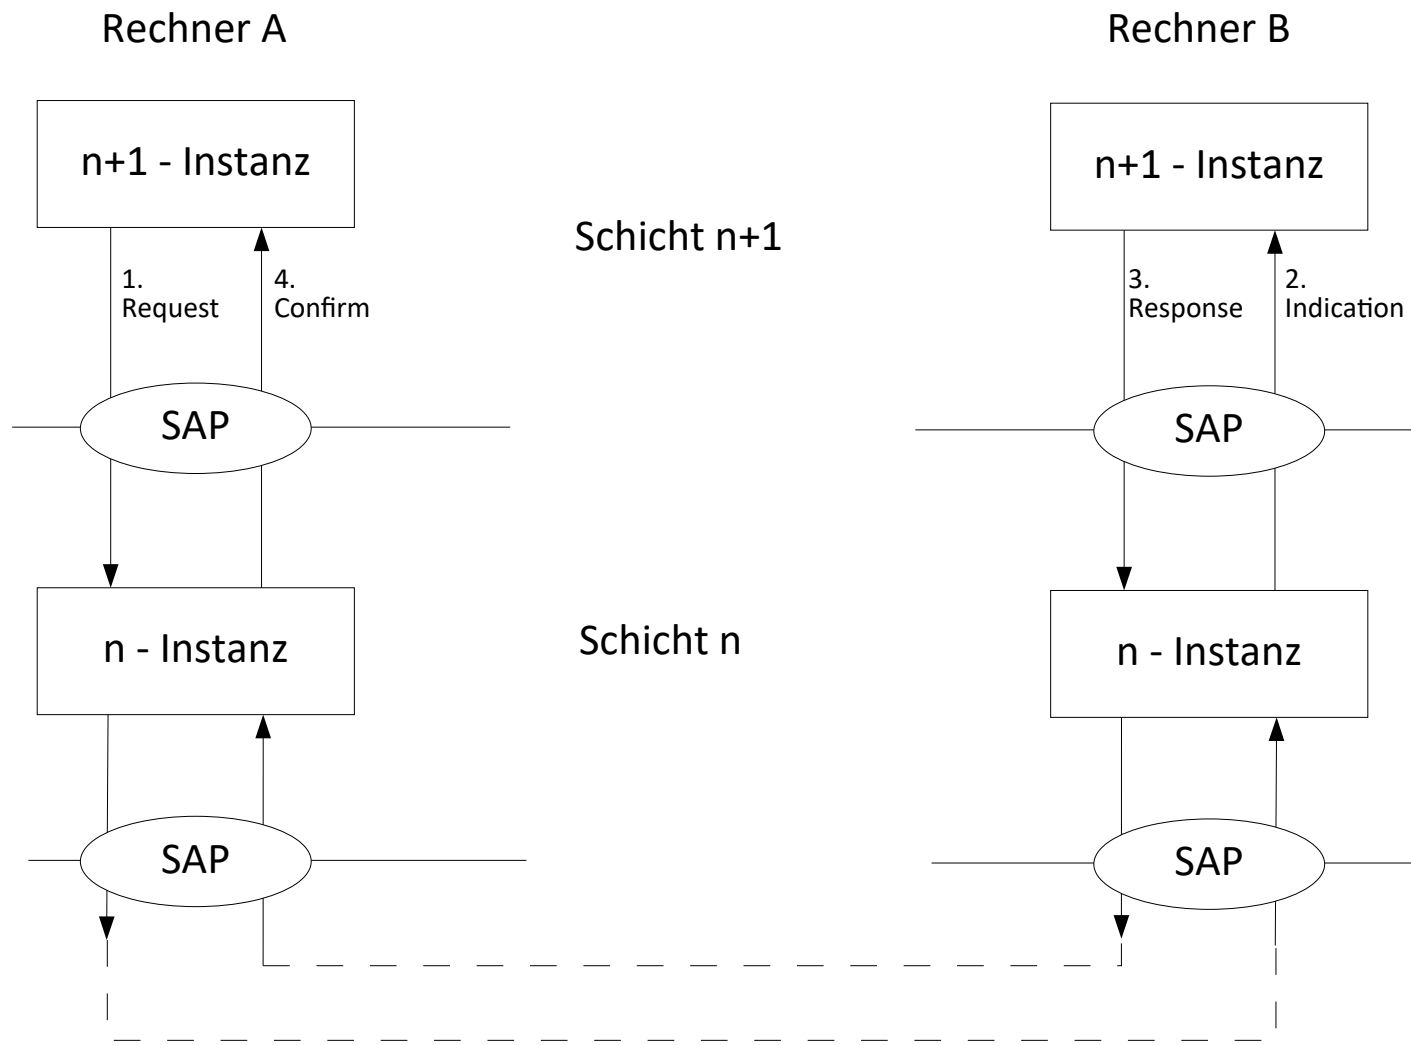 Rechner A
Rechner B
n+1 - Instanz
n+1 - Instanz
Schicht n+1
1.
Request
4.
Confirm
3.
Response
2.
Indication
SAP
SAP
n - Instanz
Schicht n
n - Instanz
SAP
SAP